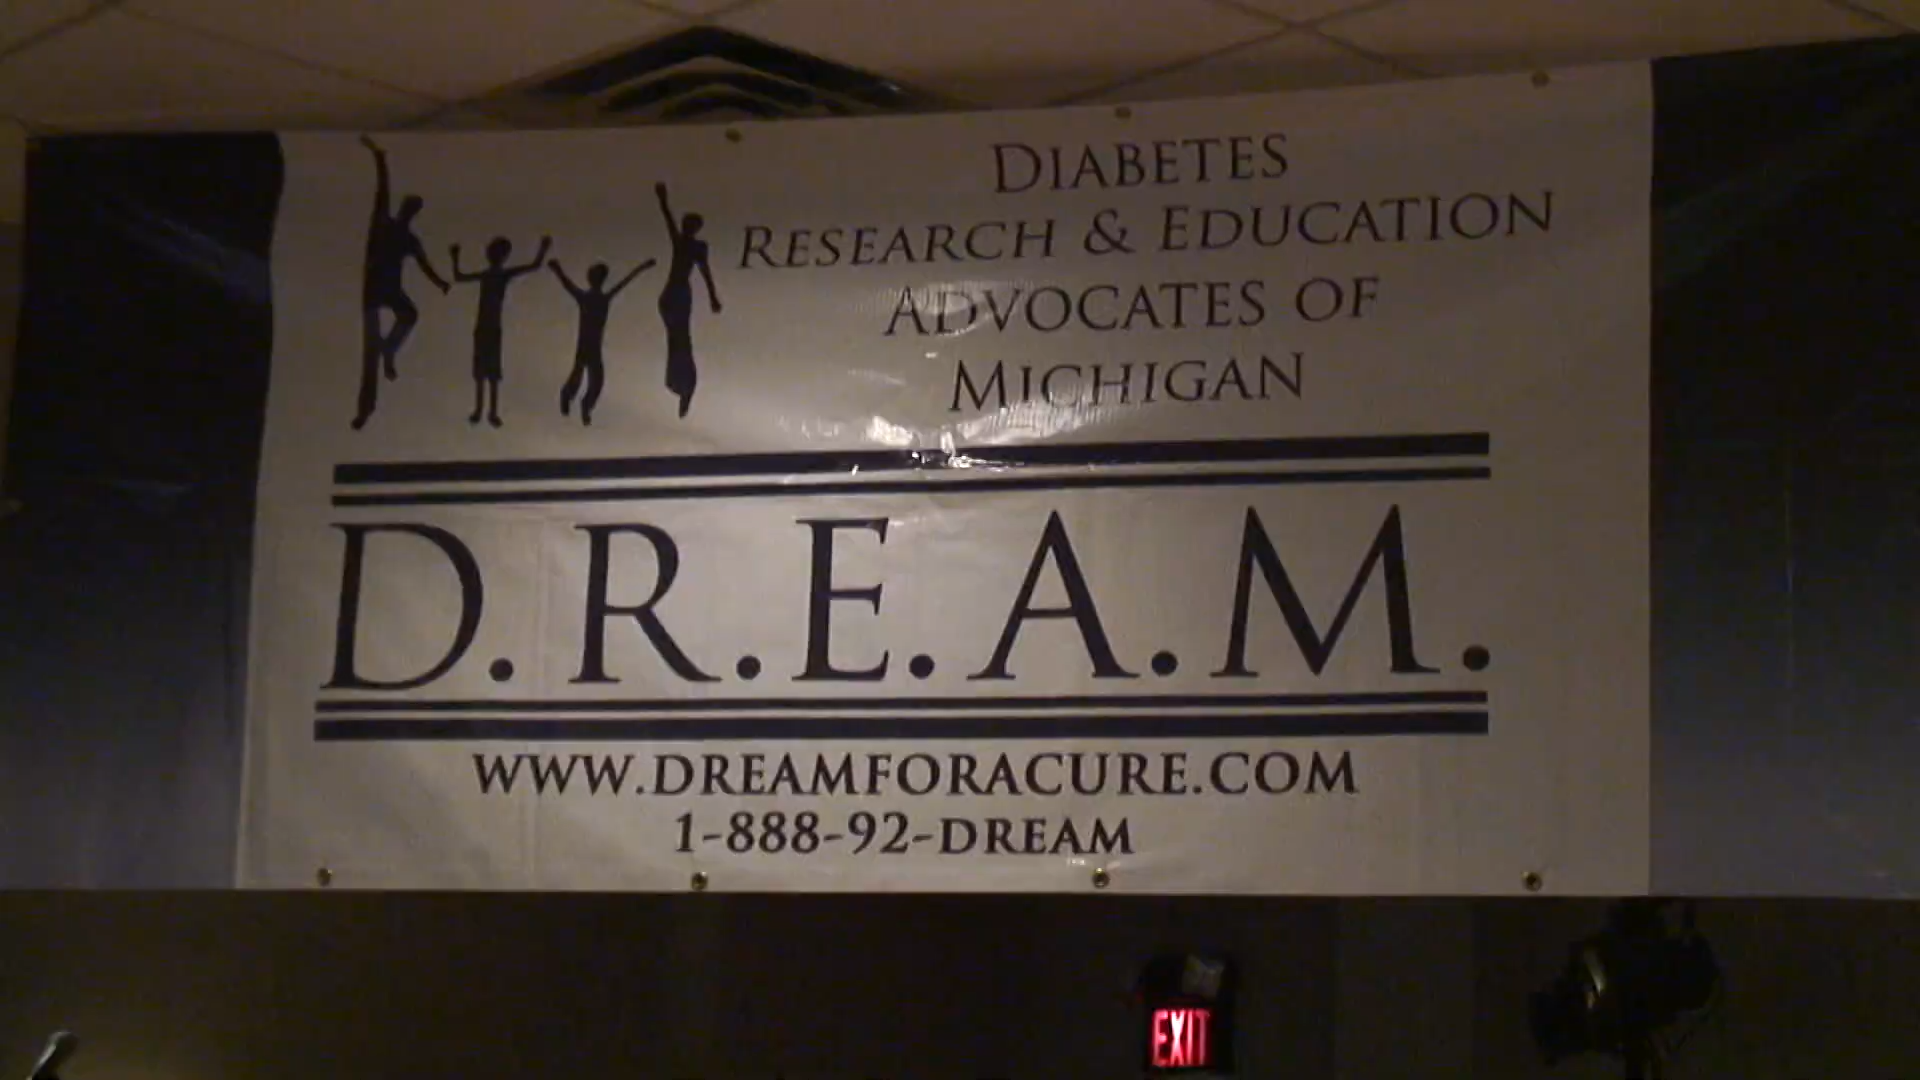 DIABETES
RESEARCH & EDUCATION
ADVOCATES OF
MICHIGAN
D.R.E.A.M.
WWW.DREAMFORACURE.COM
1-888-92-DREAM
EXIT